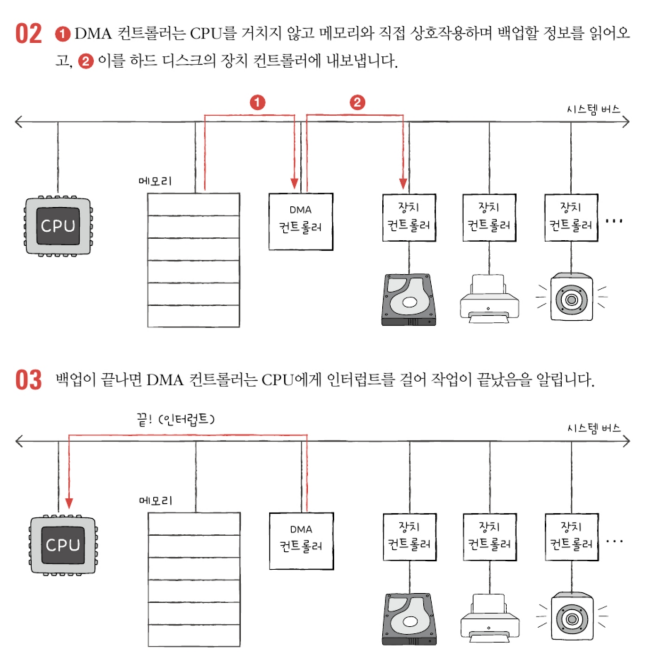 02 ❶ DMA 컨트롤러는 CPU를 거치지 않고 메모리와 직접 상호작용하며 백업할 정보를 읽어오
고, ❷ 이를 하드 디스크의 장치 컨트롤러에 내보냅니다.
❶ ❷
시스템 버스
메모리
CPU
DMA
컨트롤러
장치
컨트롤러
장치
컨트롤러
장치
컨트롤러
...
03 백업이 끝나면 DMA 컨트롤러는 CPU에게 인터럽트를 걸어 작업이 끝났음을 알립니다.
끝! (인터럽트)
시스템 버스
메모리
CPU
DMA
컨트롤러
장치
컨트롤러
장치
컨트롤러
장치
컨트롤러
...